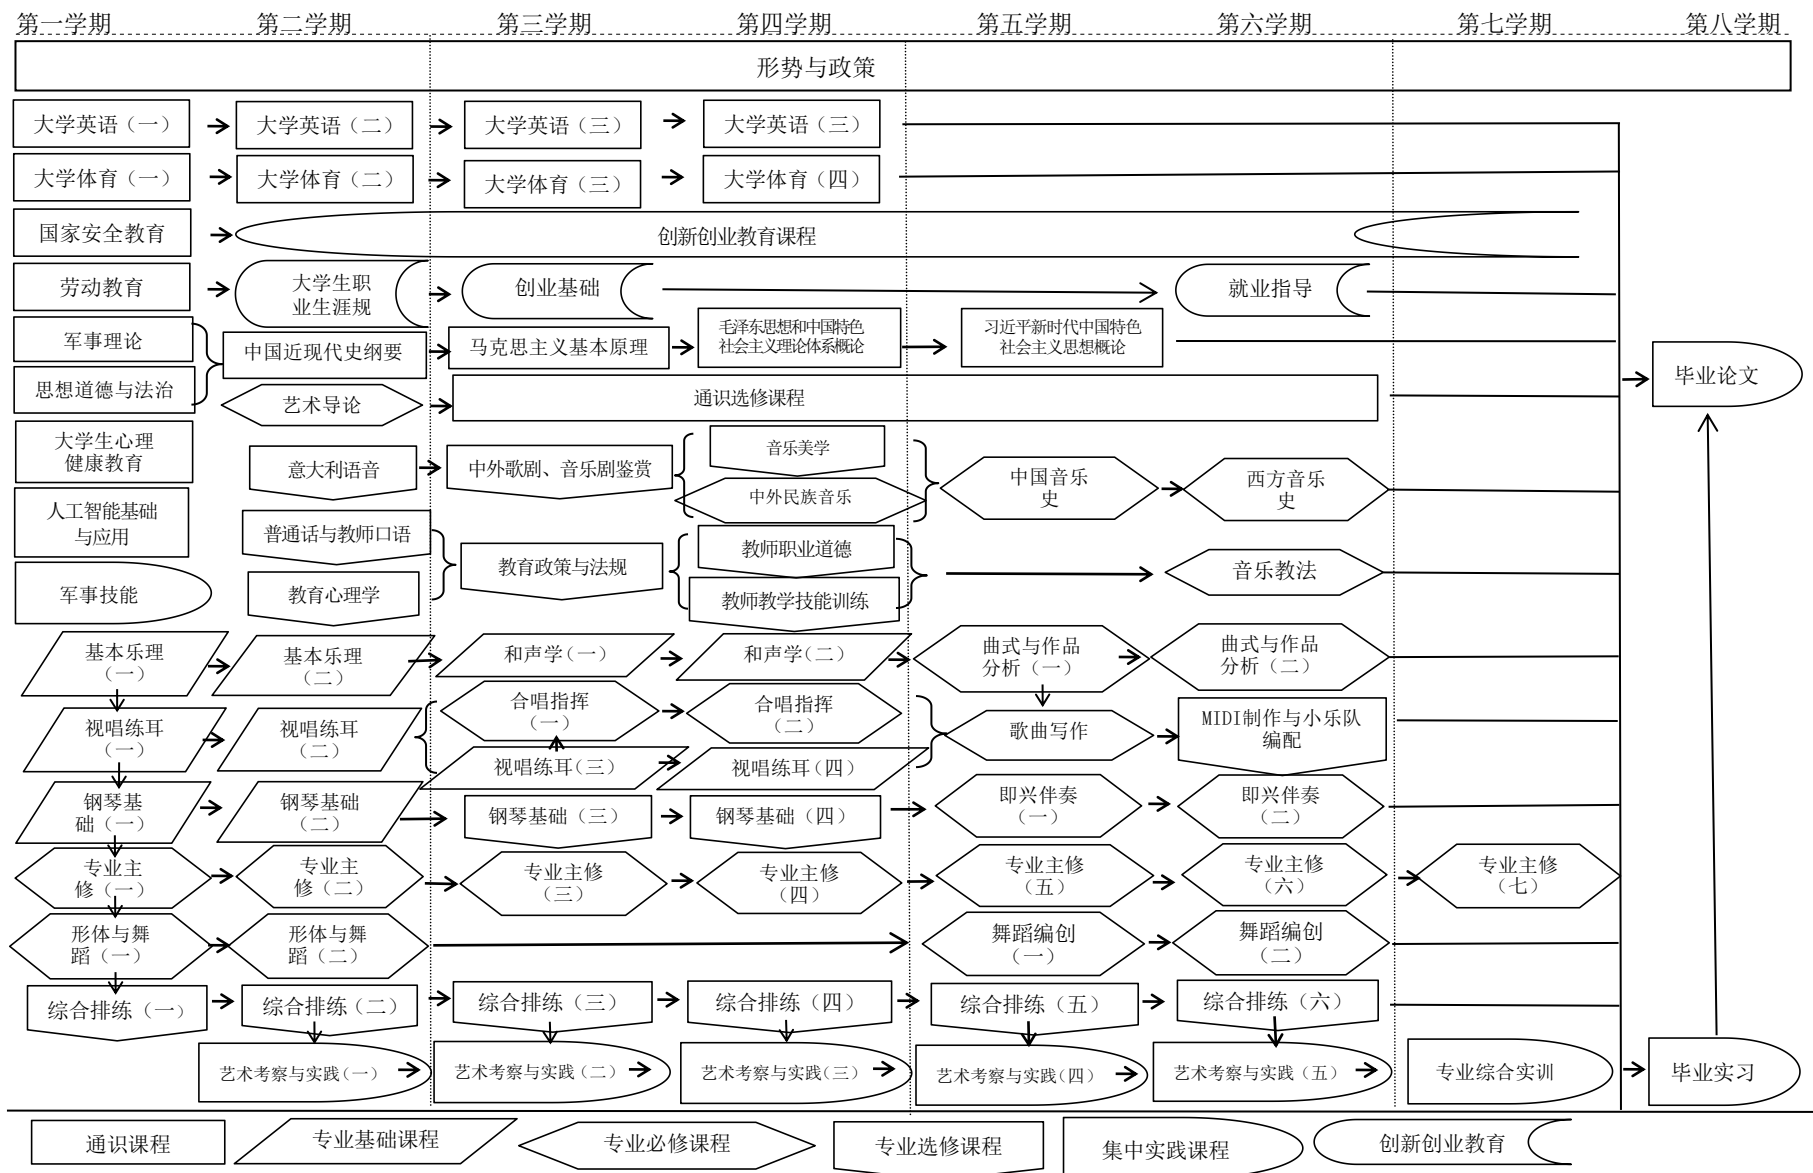 第一学期 第二学期 第三学期 第四学期 第五学期 第六学期 第七学期 第八学期
形势与政策
大学英语（一） 大学英语（二） 大学英语（三） 大学英语（三）
大学体育（一） 大学体育（二） 大学体育（三） 大学体育（四）
国家安全教育 创新创业教育课程
劳动教育
大学生职
业生涯规
创业基础 就业指导
军事理论
思想道德与法治
中国近现代史纲要
马克思主义基本原理
毛泽东思想和中国特色
社会主义理论体系概论
习近平新时代中国特色
社会主义思想概论
艺术导论
通识选修课程
毕业论文
大学生心理
健康教育
意大利语音
中外歌剧、音乐剧鉴赏
音乐美学
中外民族音乐
中国音乐
史
西方音乐
史
人工智能基础
与应用
普通话与教师口语
教育心理学
教育政策与法规
教师职业道德
教师教学技能训练
音乐教法
军事技能
基本乐理
（一）
基本乐理
（二）
和声学（一）
和声学（二）
曲式与作品
分析（一）
曲式与作品
分析（二）
视唱练耳
（一）
视唱练耳
（二）
合唱指挥
（一）
合唱指挥
（二）
视唱练耳（三）
视唱练耳（四）
歌曲写作
MIDI制作与小乐队
编配
钢琴基
础（一）
钢琴基础
（二）
钢琴基础（三）
钢琴基础（四）
即兴伴奏
（一）
即兴伴奏
（二）
专业主
修（一）
专业主
修（二）
专业主修
（三）
专业主修
（四）
专业主修
（五）
专业主修
（六）
专业主修
（七）
形体与舞
蹈（一）
形体与舞
蹈（二）
舞蹈编创
（一）
舞蹈编创
（二）
综合排练（一） 综合排练（二） 综合排练（三） 综合排练（四） 综合排练（五） 综合排练（六）
艺术考察与实践（一） 艺术考察与实践（二） 艺术考察与实践（三） 艺术考察与实践（四） 艺术考察与实践（五） 专业综合实训 毕业实习
通识课程 专业基础课程 专业必修课程 专业选修课程 集中实践课程 创新创业教育